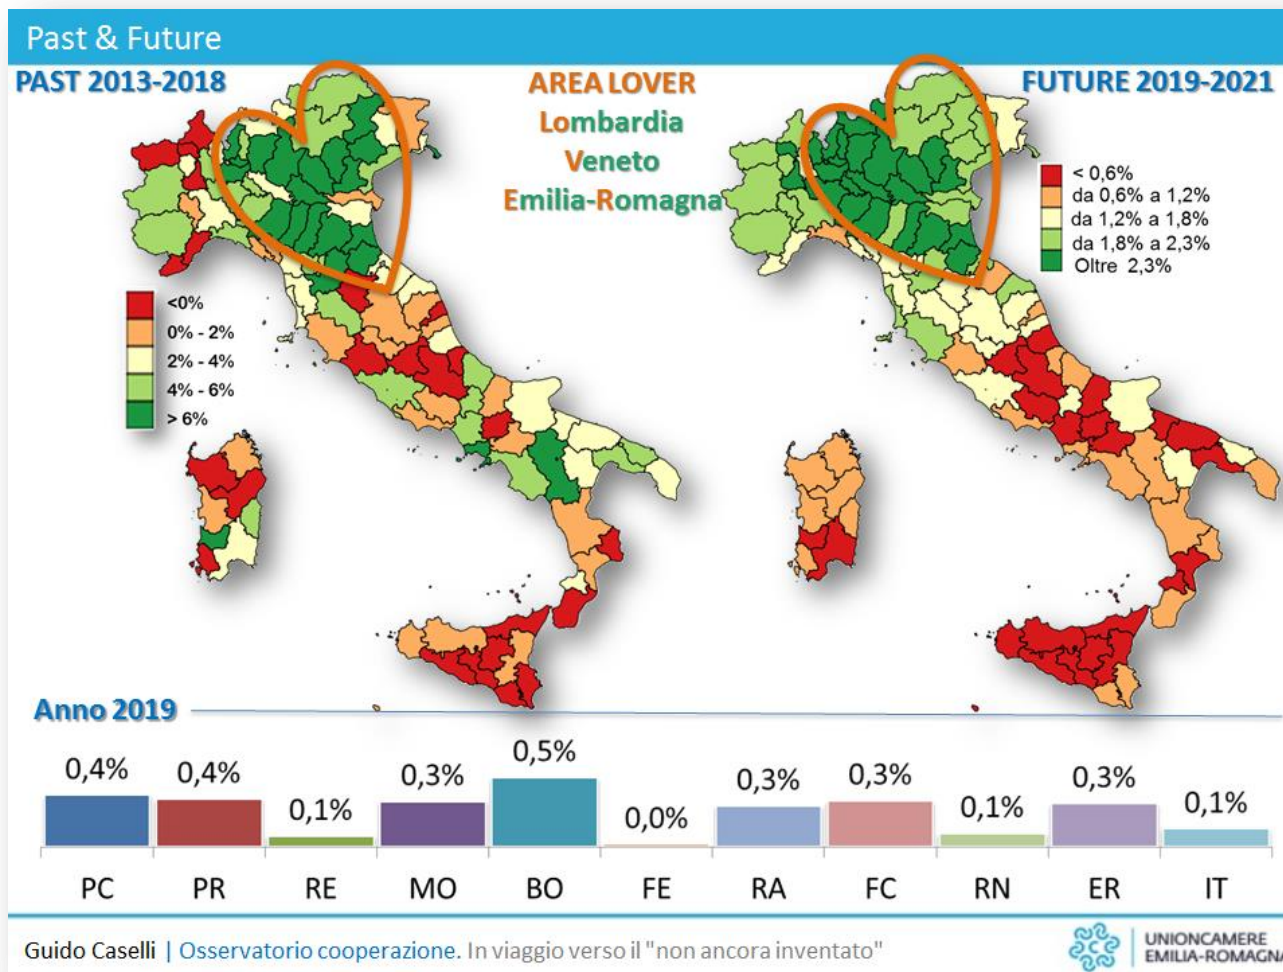 Past & Future
PAST 2013-2018
AREA LOVER
Lombardia
Veneto
Emilia-Romagna
FUTURE 2019-2021
< 0,6%
da 0,6% a 1,2%
da 1,2% a 1,8%
da 1,8% a 2,3%
Oltre 2,3%
<0%
0% - 2%
2% - 4%
4% - 6%
> 6%
Anno 2019
0,4% 0,4% 0,1% 0,3% 0,5% 0,0% 0,3% 0,3% 0,1% 0,3% 0,1%
PC PR RE MO BO FE RA FC RN ER IT
Guido Caselli | Osservatorio cooperazione. In viaggio verso il "non ancora inventato"
UNIONCAMERE
EMILIA-ROMAGNA